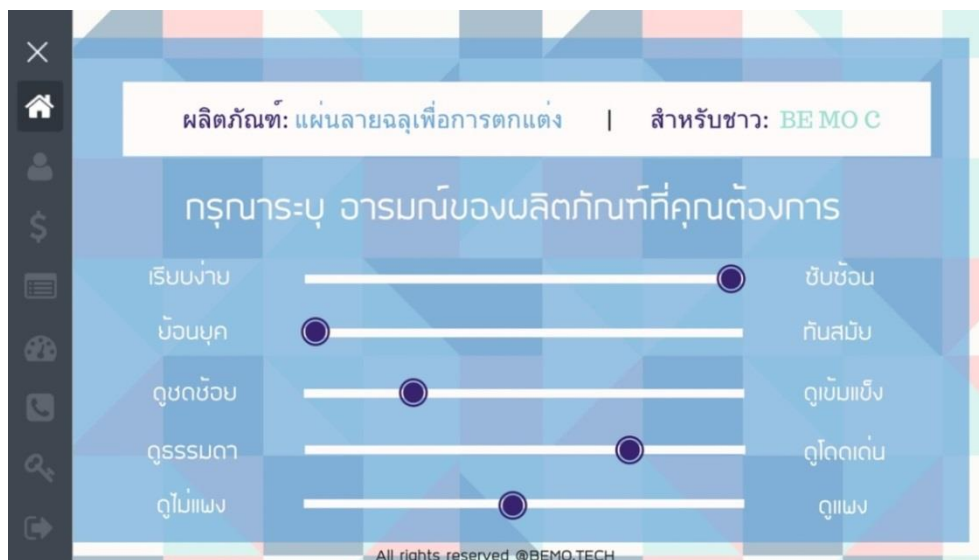 ผลิตภัณฑ์: แผ่นลายฉลุเพื่อการตกแต่ง | สำหรับชาว: BE MO C
กรุณาระบุ อารมณ์ของผลิตภัณฑ์ที่คุณต้องการ
เรียบง่าย ซับซ้อน
ย้อนยุค ทันสมัย
ดูชดช้อย ดูเข้มแข็ง
ดูธรรมดา ดูโดดเด่น
ดูไม่แพง ดูแพง
All rights reserved @BEMO.TECH